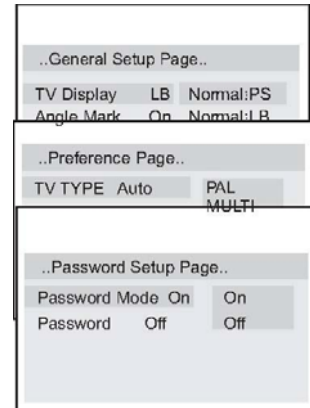 ..General Setup Page..
TV Display LB Normal:PS
Angle Mark On Normal:LB
..Preference Page..
TV TYPE Auto PAL
MULTI
..Password Setup Page..
Password Mode On On
Password Off Off